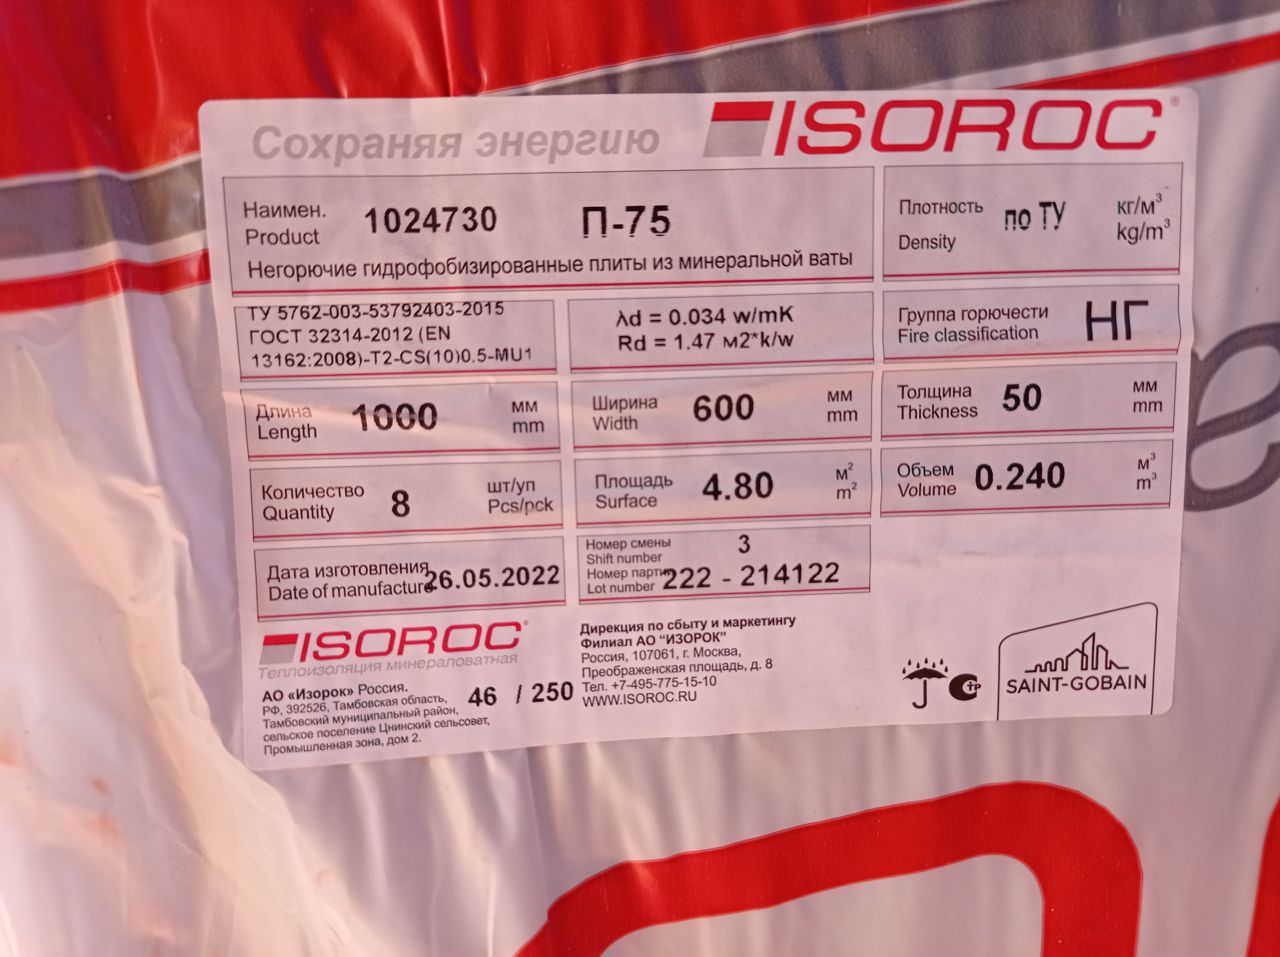 Сохраняя энергию
ISOROC®
Наимен.
Product
1024730 П-75
Негорючие гидрофобизированные плиты из минеральной ваты
Плотность
Density
по ТУ
кг/м³
kg/m³
ТУ 5762-003-53792403-2015
ГОСТ 32314-2012 (EN
13162:2008)-T2-CS(10)0.5-MU1
λd = 0.034 w/mK
Rd = 1.47 м2*k/w
Группа горючести
Fire classification
НГ
Длина
Length
1000
мм
mm
Ширина
Width
600
мм
mm
Толщина
Thickness
50
мм
mm
Количество
Quantity
8
шт/уп
Pcs/pck
Площадь
Surface
4.80
м²
m²
Объем
Volume
0.240
м³
m³
Дата изготовления
Date of manufacture
26.05.2022
Номер смены
Shift number
3
Номер партии
Lot number
222 - 214122
ISOROC®
Теплоизоляция минераловатная
АО «Изорок» Россия.
РФ, 392526, Тамбовская область,
Тамбовский муниципальный район,
сельское поселение Цнинский сельсовет,
Промышленная зона, дом 2.
46 / 250
Дирекция по сбыту и маркетингу
Филиал АО "ИЗОРОК"
Россия, 107061, г. Москва,
Преображенская площадь, д. 8
Тел. +7-495-775-15-10
WWW.ISOROC.RU
SAINT-GOBAIN